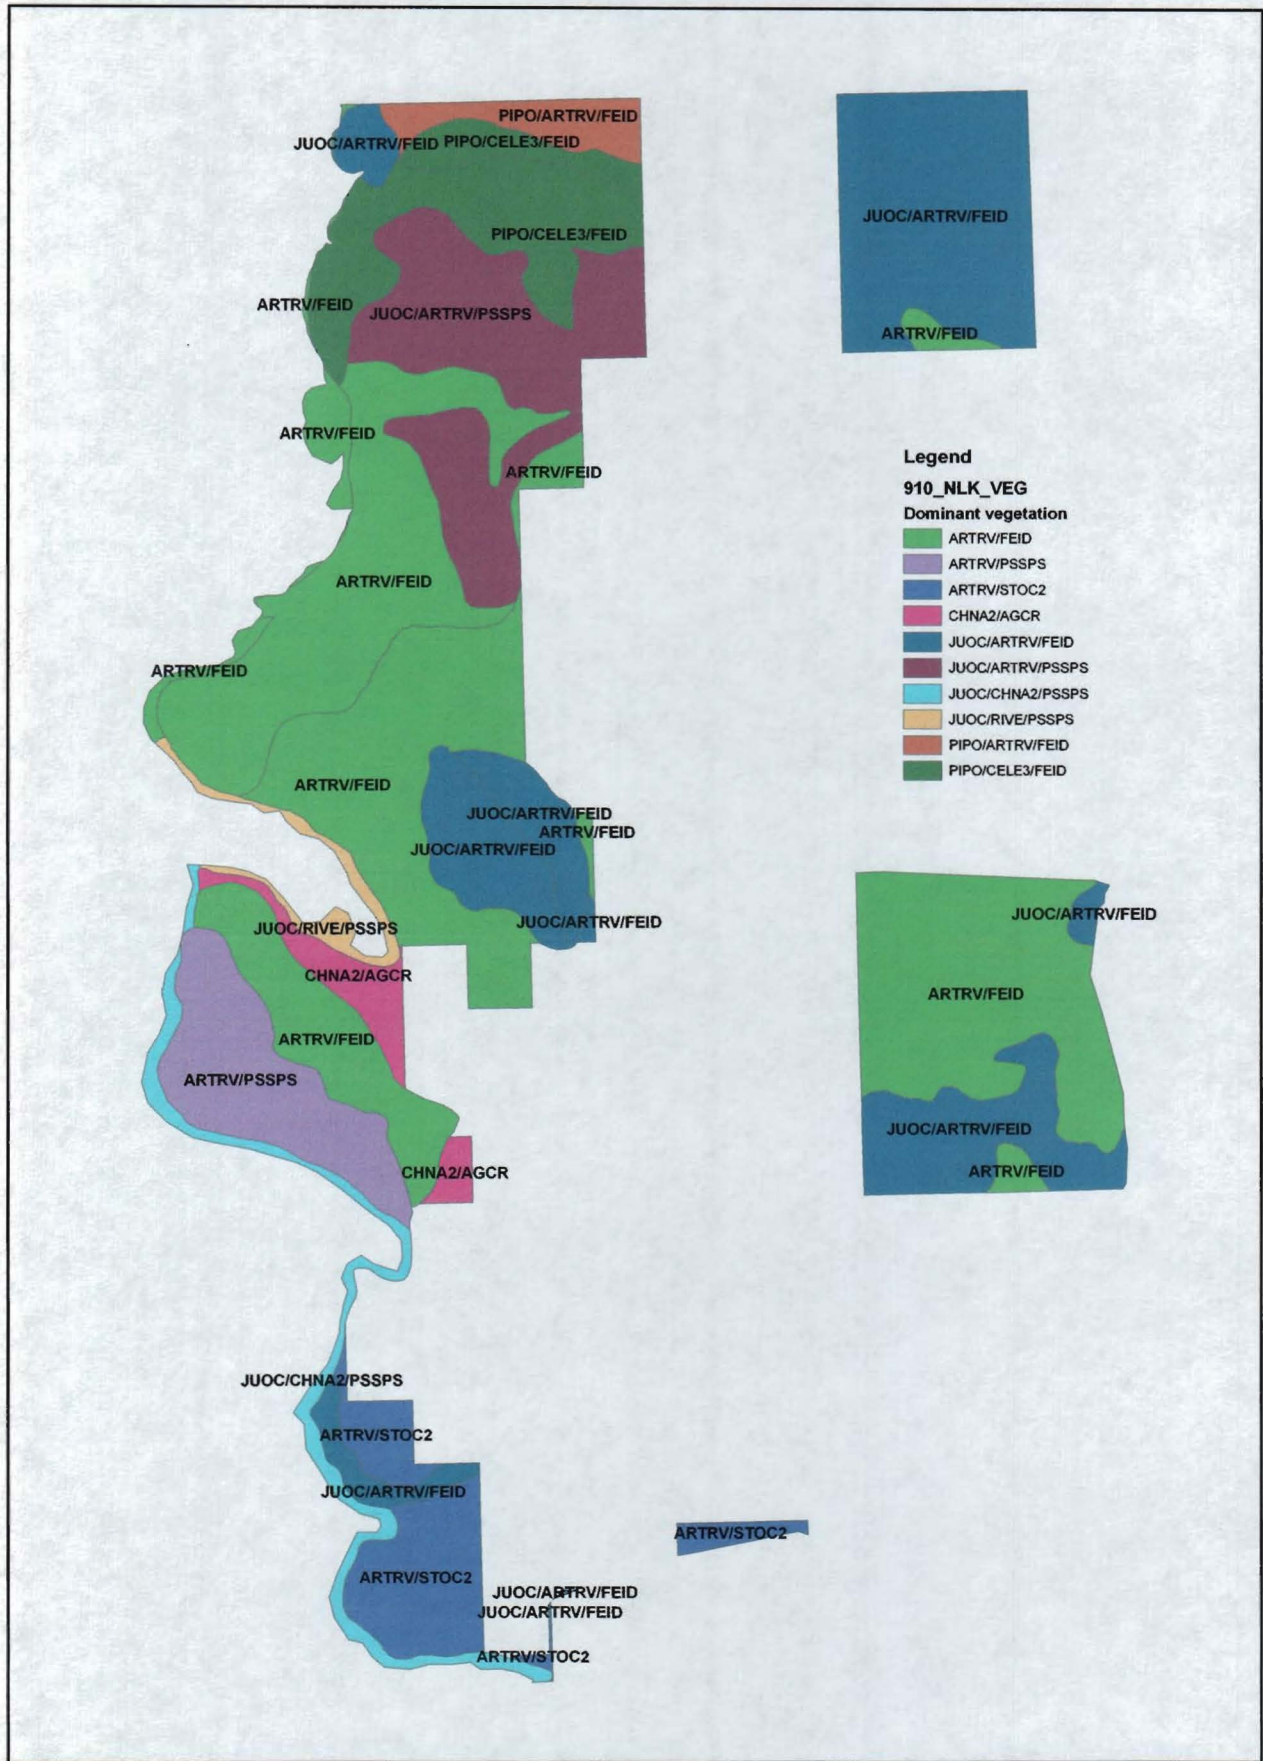 PIPO/ARTRV/FEID
JUOC/ARTRV/FEID PIPO/CELE3/FEID
JUOC/ARTRV/FEID
PIPO/CELE3/FEID
ARTRV/FEID
JUOC/ARTRV/PSSPS
ARTRV/FEID
ARTRV/FEID
ARTRV/FEID
Legend
910_NLK_VEG
Dominant vegetation
ARTRV/FEID
ARTRV/PSSPS
ARTRV/STOC2
CHNA2/AGCR
JUOC/ARTRV/FEID
JUOC/ARTRV/PSSPS
JUOC/CHNA2/PSSPS
JUOC/RIVE/PSSPS
PIPO/ARTRV/FEID
PIPO/CELE3/FEID
ARTRV/FEID
ARTRV/FEID
ARTRV/FEID
JUOC/ARTRV/FEID
ARTRV/FEID
JUOC/ARTRV/FEID
JUOC/ARTRV/FEID
JUOC/ARTRV/FEID
JUOC/RIVE/PSSPS
CHNA2/AGCR
ARTRV/FEID
ARTRV/FEID
ARTRV/PSSPS
JUOC/ARTRV/FEID
CHNA2/AGCR
ARTRV/FEID
JUOC/CHNA2/PSSPS
ARTRV/STOC2
JUOC/ARTRV/FEID
ARTRV/STOC2
ARTRV/STOC2
JUOC/ARTRV/FEID
JUOC/ARTRV/FEID
ARTRV/STOC2